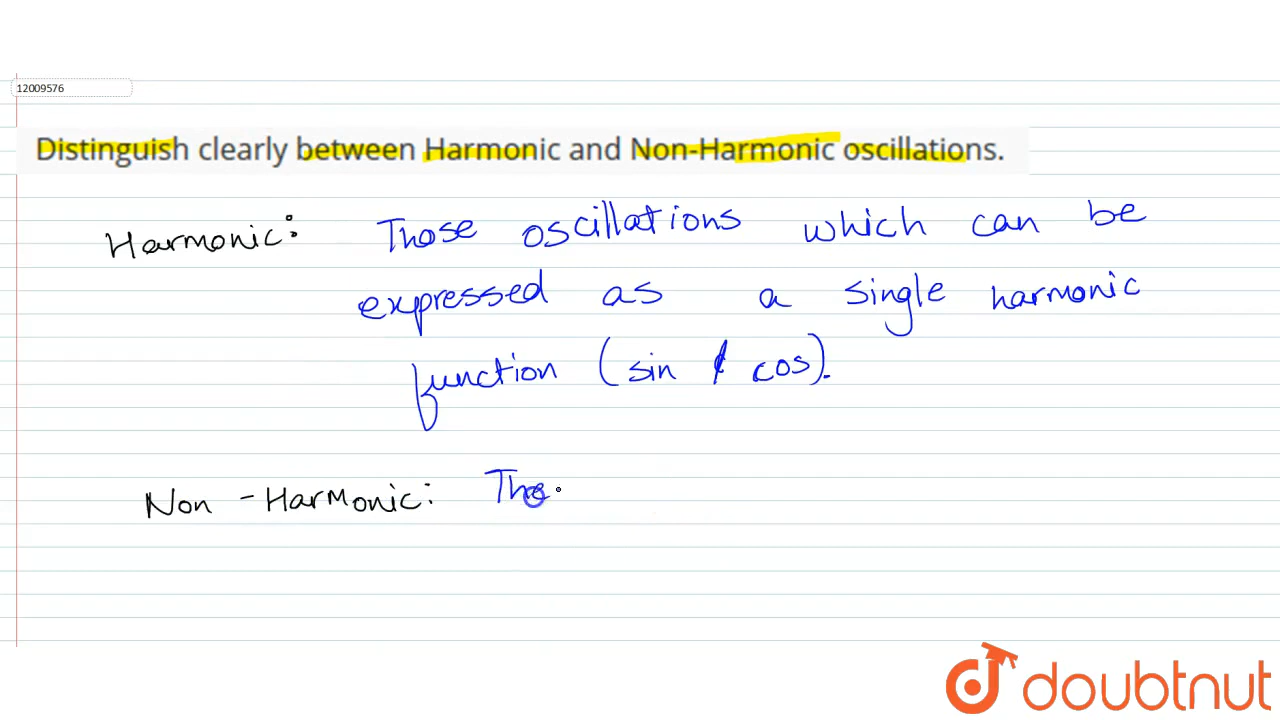 12009576
Distinguish clearly between Harmonic and Non-Harmonic oscillations.
Harmonic: Those oscillations which can be
expressed as a single harmonic
function (sin & cos).
Non-Harmonic:
doubtnut